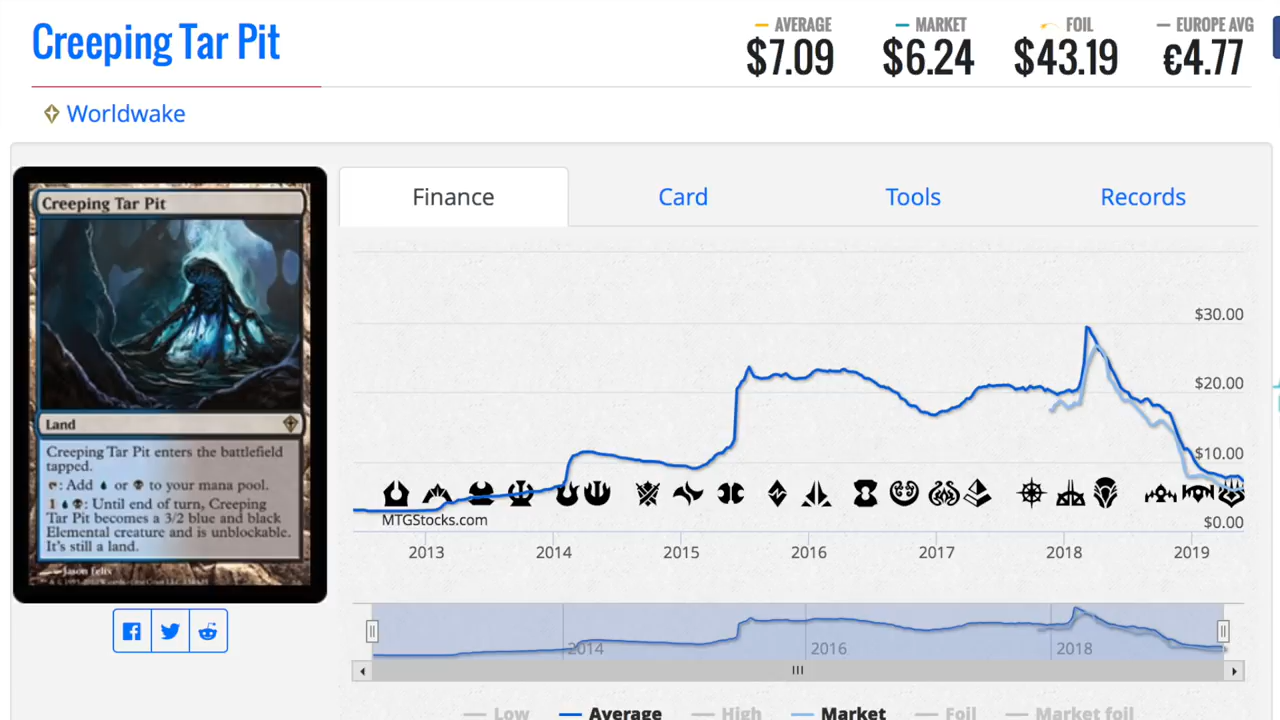 Creeping Tar Pit
AVERAGE
$7.09
MARKET
$6.24
FOIL
$43.19
EUROPE AVG
€4.77
Worldwake
Creeping Tar Pit
Land
Creeping Tar Pit enters the battlefield
tapped.
: Add or to your mana pool.
1 : Until end of turn, Creeping
Tar Pit becomes a 3/2 blue and black
Elemental creature and is unblockable.
It's still a land.
Jason Felix
Finance
Card
Tools
Records
$30.00
$20.00
$10.00
$0.00
MTGStocks.com
2013
2014
2015
2016
2017
2018
2019
2014
2016
2018
Low
Average
High
Market
Foil
Market foil